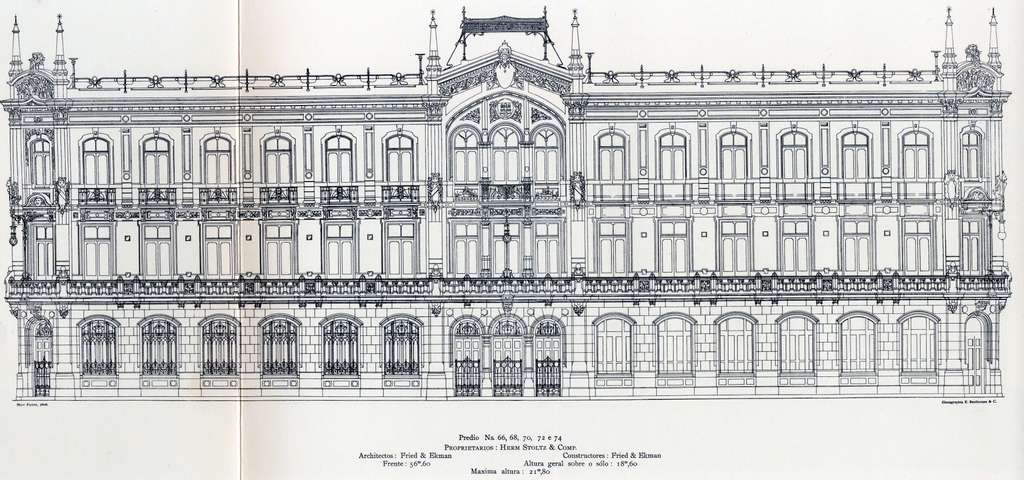 Predio Ns. 66, 68, 70, 72 e 74
Proprietarios : Herm Stoltz & Comp.
Architectos : Fried & Ekman Constructores : Fried & Ekman
Frente : 56m,60 Altura geral sobre o sólo : 18m,60
Maxima altura : 21m,80